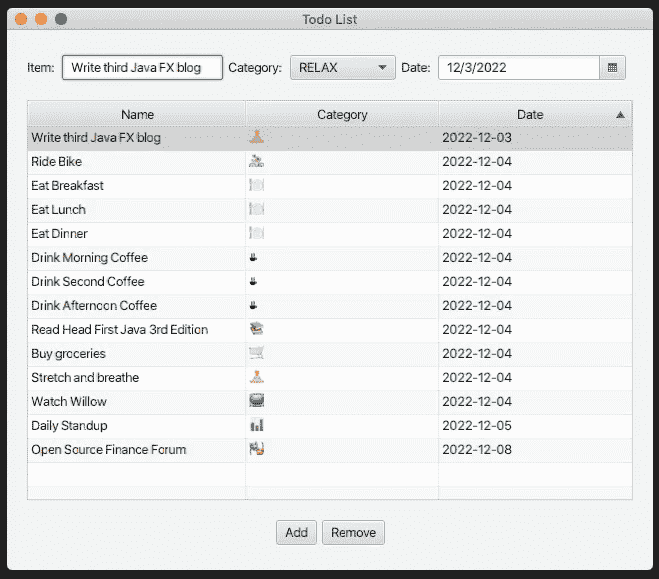 Todo List
Item: Write third Java FX blog Category: RELAX Date: 12/3/2022
Name Category Date
Write third Java FX blog 2022-12-03
Ride Bike 2022-12-04
Eat Breakfast 2022-12-04
Eat Lunch 2022-12-04
Eat Dinner 2022-12-04
Drink Morning Coffee 2022-12-04
Drink Second Coffee 2022-12-04
Drink Afternoon Coffee 2022-12-04
Read Head First Java 3rd Edition 2022-12-04
Buy groceries 2022-12-04
Stretch and breathe 2022-12-04
Watch Willow 2022-12-04
Daily Standup 2022-12-05
Open Source Finance Forum 2022-12-08
Add Remove